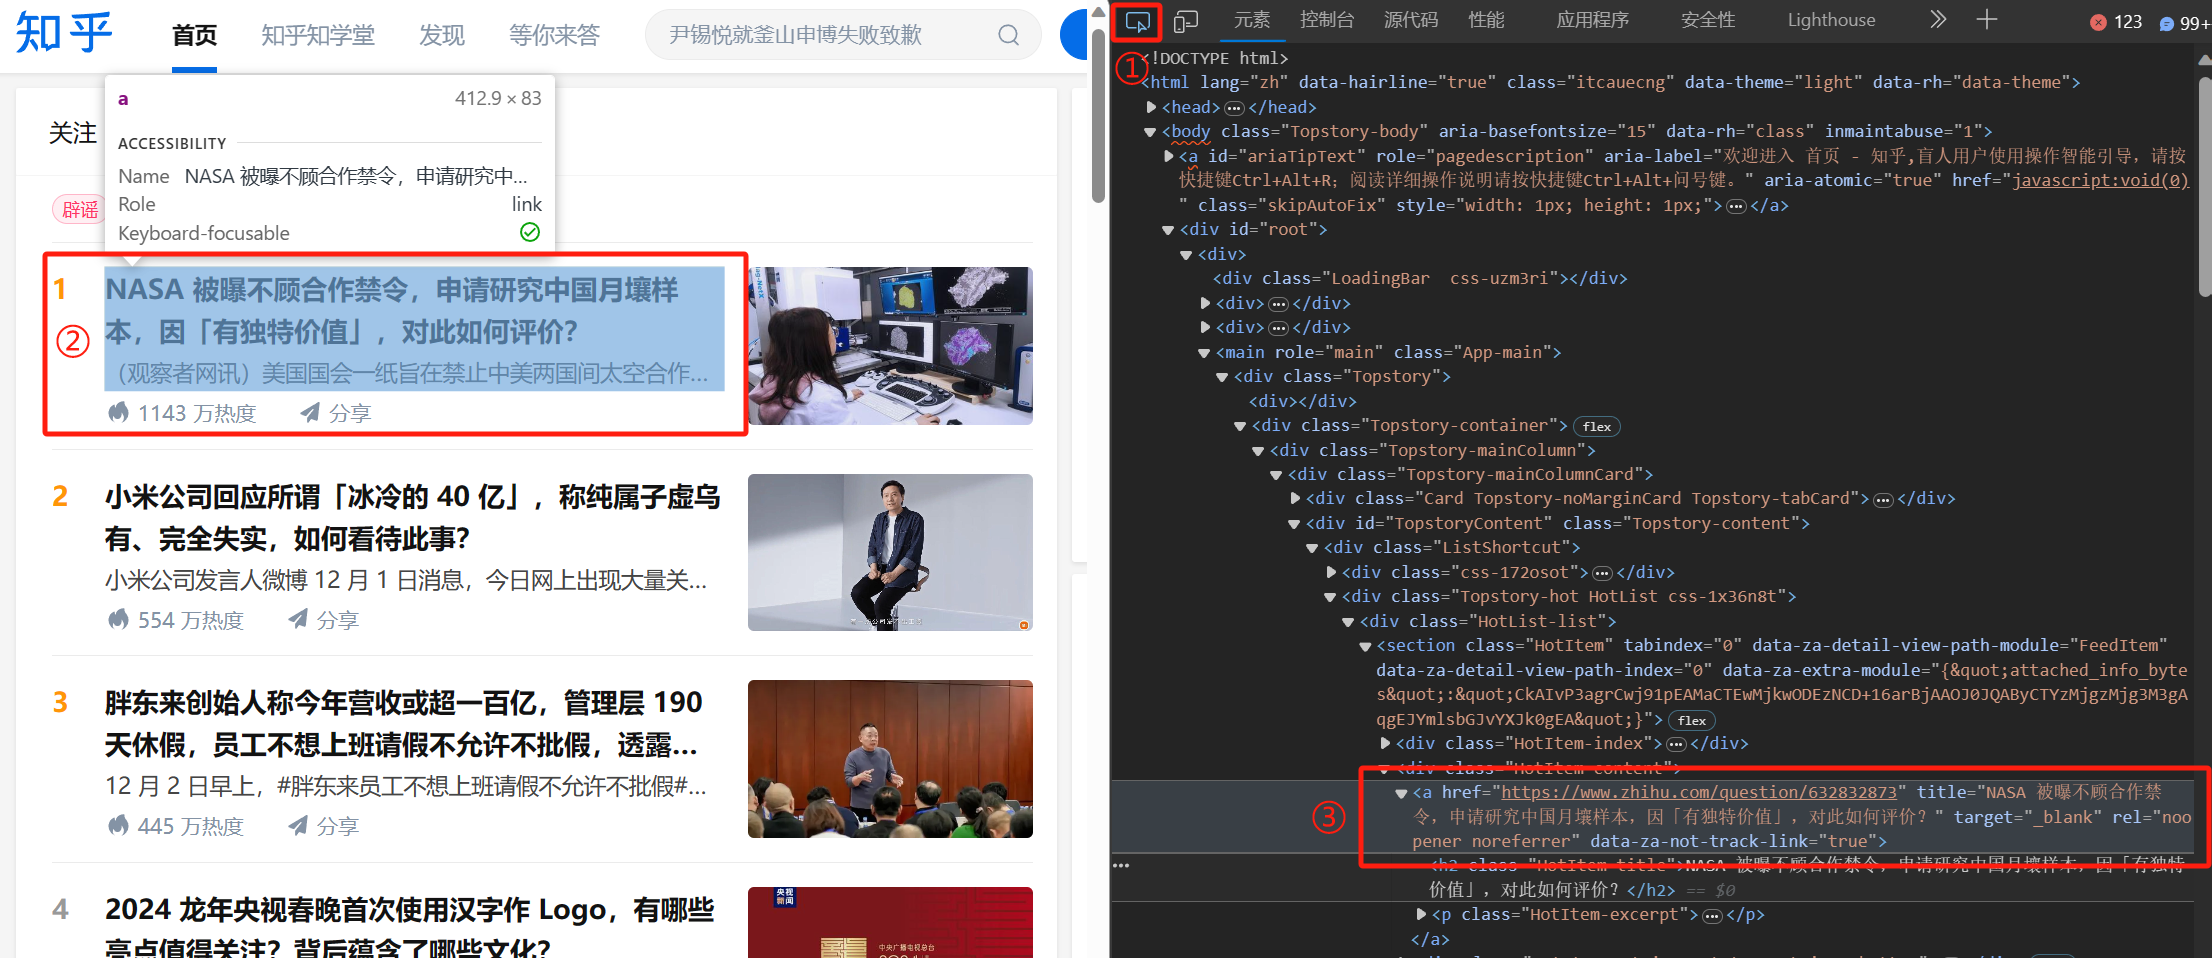 知乎
首页 知乎知学堂 发现 等你来答
尹锡悦就釜山申博失败致歉
关注
a 412.9 × 83
ACCESSIBILITY
Name NASA 被曝不顾合作禁令，申请研究中...
Role link
Keyboard-focusable
辟谣
1
NASA 被曝不顾合作禁令，申请研究中国月壤样
本，因「有独特价值」，对此如何评价？
（观察者网讯）美国国会一纸旨在禁止中美两国间太空合作...
1143 万热度 分享
②
2
小米公司回应所谓「冰冷的 40 亿」，称纯属子虚乌
有、完全失实，如何看待此事？
小米公司发言人微博 12 月 1 日消息，今日网上出现大量关...
554 万热度 分享
3
胖东来创始人称今年营收或超一百亿，管理层 190
天休假，员工不想上班请假不允许不批假，透露...
12 月 2 日早上，#胖东来员工不想上班请假不允许不批假#...
445 万热度 分享
4
2024 龙年央视春晚首次使用汉字作 Logo，有哪些
亮点值得关注？背后蕴含了哪些文化？
央视
新闻
中央广播电视总台
元素 控制台 源代码 性能 应用程序 安全性 Lighthouse 123 99+
①
<!DOCTYPE html>
<html lang="zh" data-hairline="true" class="itcauecng" data-theme="light" data-rh="data-theme">
<head>…</head>
<body class="Topstory-body" aria-basefontsize="15" data-rh="class" inmaintabuse="1">
<a id="ariaTipText" role="pagedescription" aria-label="欢迎进入 首页 - 知乎,盲人用户使用操作智能引导，请按
快捷键Ctrl+Alt+R；阅读详细操作说明请按快捷键Ctrl+Alt+问号键。" aria-atomic="true" href="javascript:void(0)
" class="skipAutoFix" style="width: 1px; height: 1px;">…</a>
<div id="root">
<div>
<div class="LoadingBar  css-uzm3ri"></div>
<div>…</div>
<div>…</div>
<main role="main" class="App-main">
<div class="Topstory">
<div></div>
<div class="Topstory-container"> flex
<div class="Topstory-mainColumn">
<div class="Topstory-mainColumnCard">
<div class="Card Topstory-noMarginCard Topstory-tabCard">…</div>
<div id="TopstoryContent" class="Topstory-content">
<div class="ListShortcut">
<div class="css-172osot">…</div>
<div class="Topstory-hot HotList css-1x36n8t">
<div class="HotList-list">
<section class="HotItem" tabindex="0" data-za-detail-view-path-module="FeedItem"
data-za-detail-view-path-index="0" data-za-extra-module="{&quot;attached_info_byte
s&quot;:&quot;CkAIvP3agrCwj91pEAMaCTEwMjkwODEzNCD+16arBjAAOJ0JQAByCTYzMjgzMjg3M3gA
qgEJYmlsbGJvYXJk0gEA&quot;}"> flex
<div class="HotItem-index">…</div>
<div class="HotItem-content">
③
<a href="https://www.zhihu.com/question/632832873" title="NASA 被曝不顾合作禁
令，申请研究中国月壤样本，因「有独特价值」，对此如何评价？" target="_blank" rel="noo
pener noreferrer" data-za-not-track-link="true">
<h2 class="HotItem-title">NASA 被曝不顾合作禁令，申请研究中国月壤样本，因「有独特
价值」，对此如何评价？</h2> == $0
<p class="HotItem-excerpt">…</p>
</a>